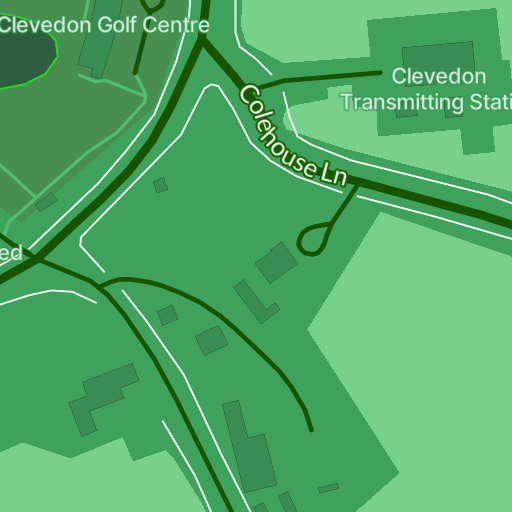 Clevedon Golf Centre
Clevedon
Transmitting Stati
Colehouse Ln
ed